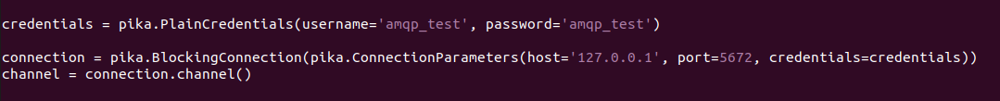 credentials = pika.PlainCredentials(username='amqp_test', password='amqp_test')
connection = pika.BlockingConnection(pika.ConnectionParameters(host='127.0.0.1', port=5672, credentials=credentials))
channel = connection.channel()